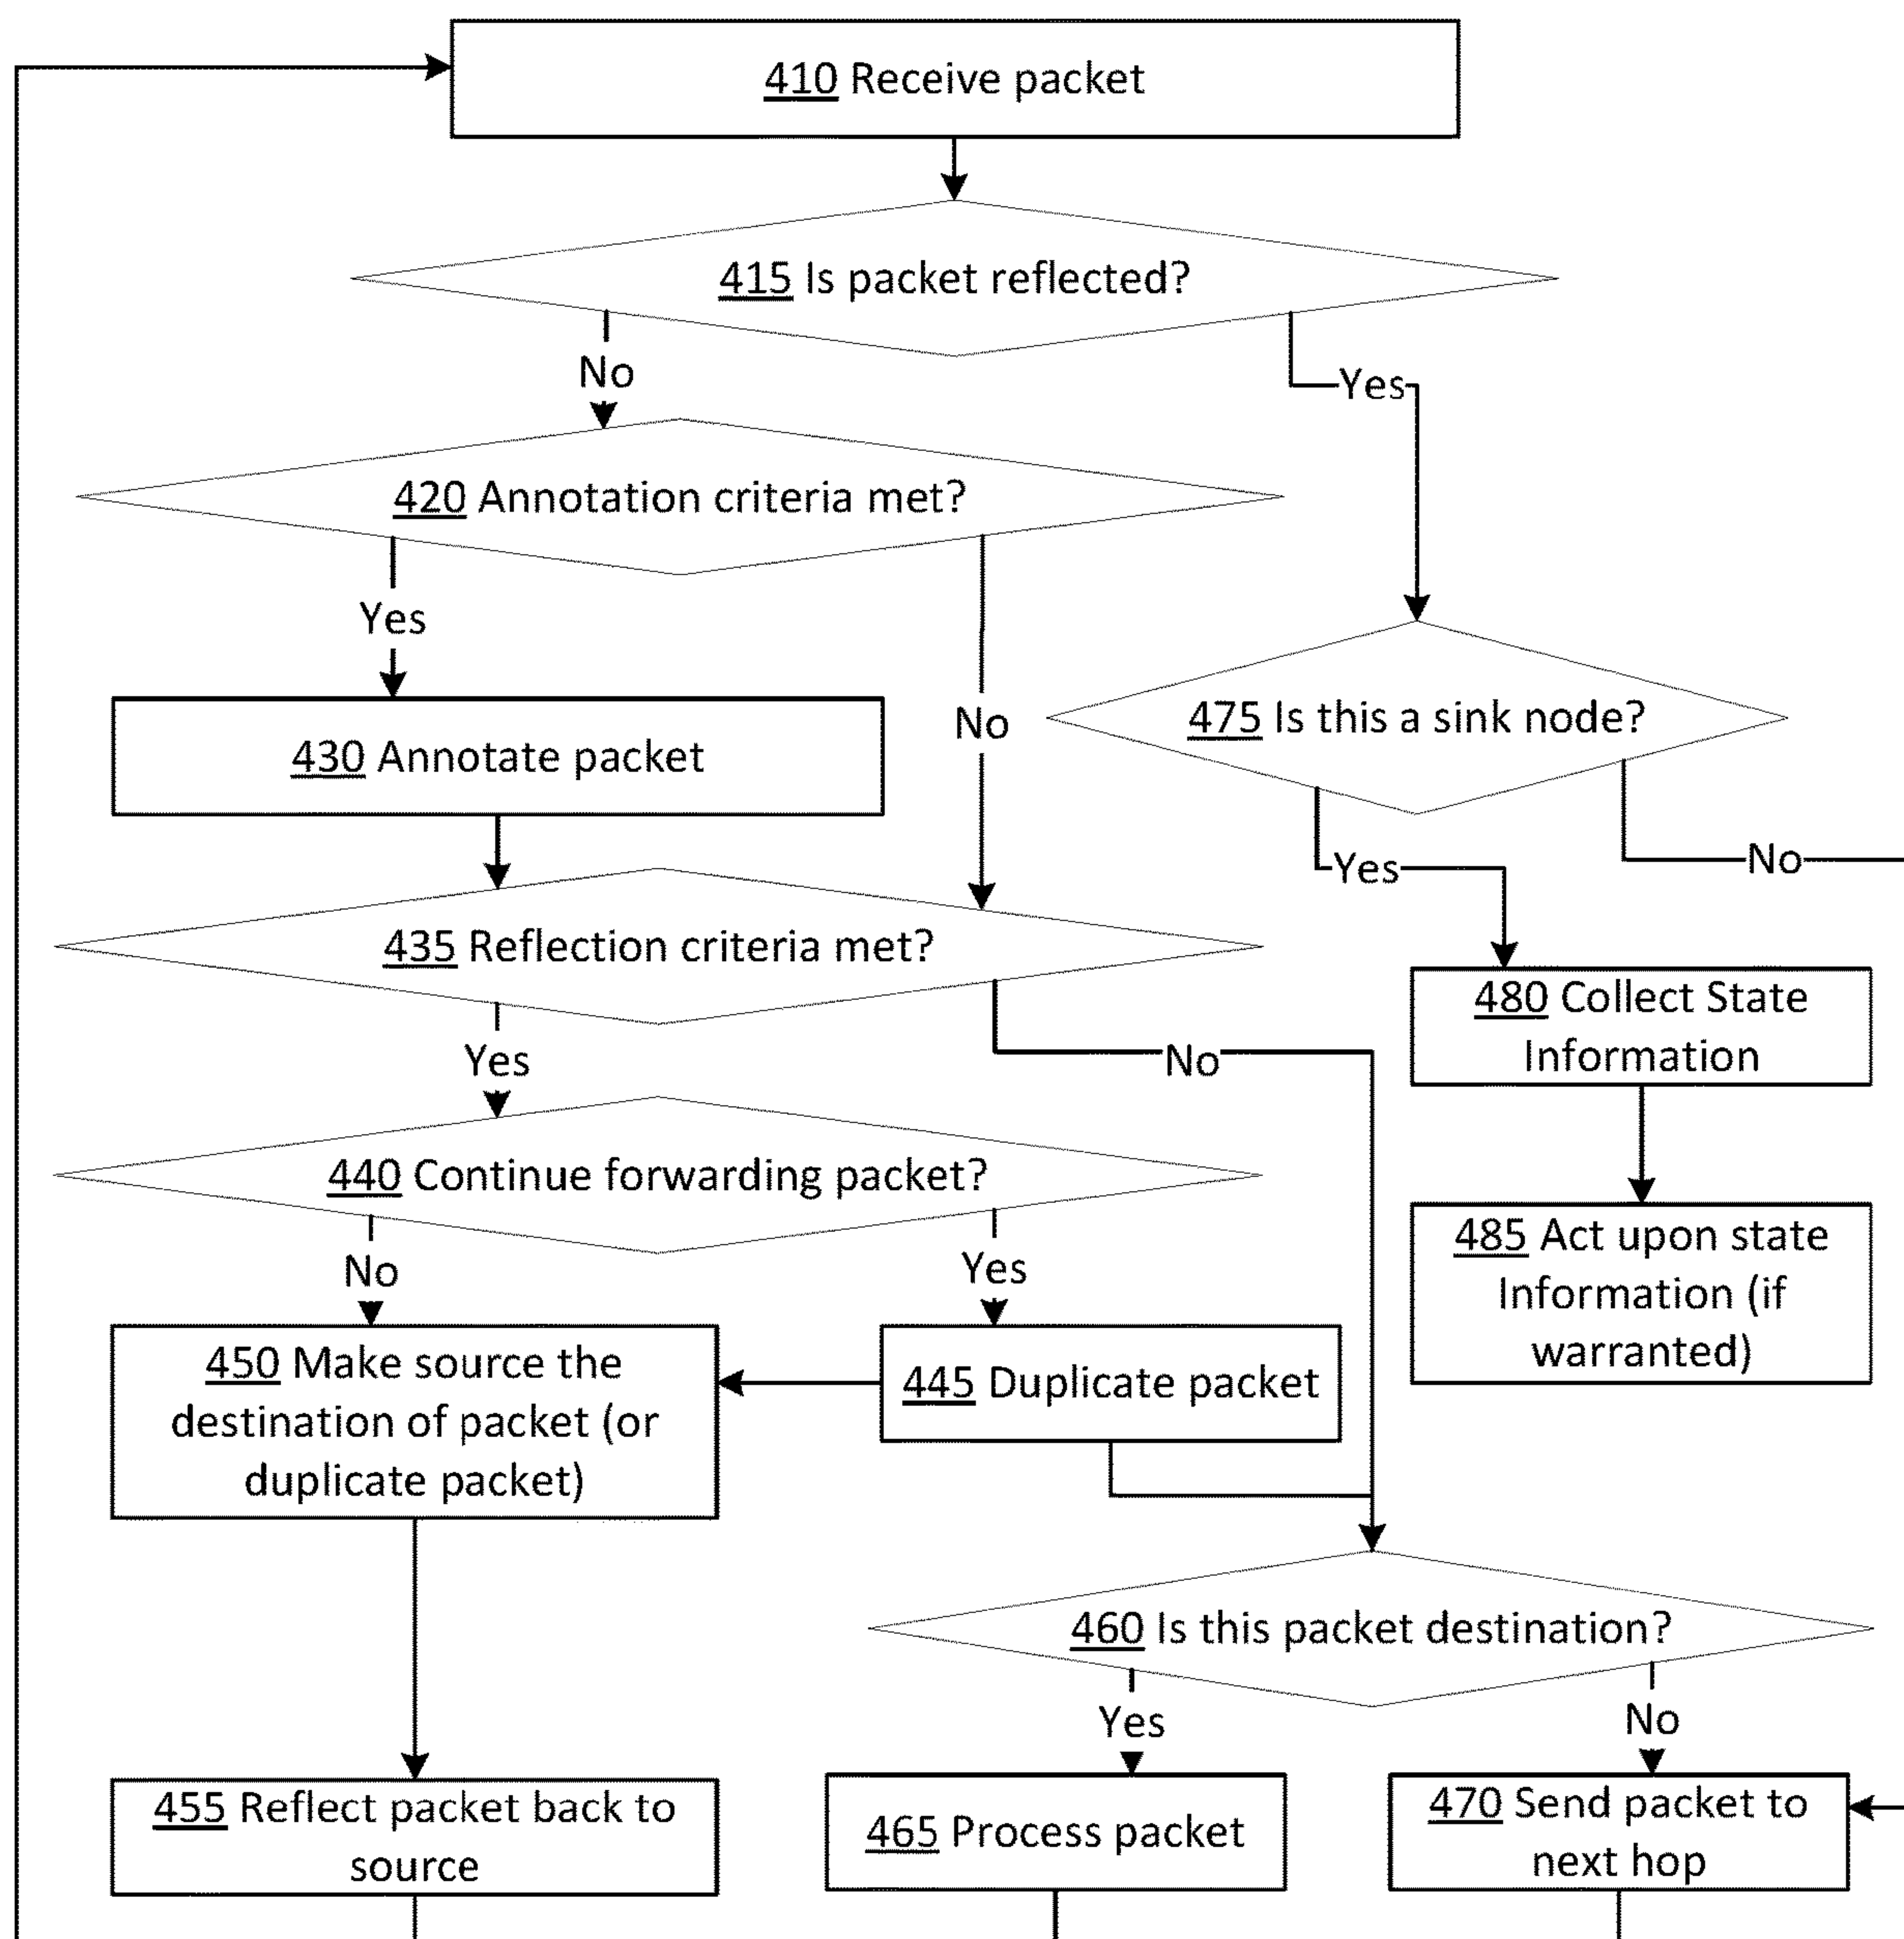 410 Receive packet
415 Is packet reflected?
No
Yes
420 Annotation criteria met?
Yes
No
475 Is this a sink node?
430 Annotate packet
Yes
No
435 Reflection criteria met?
480 Collect State
Information
Yes
No
440 Continue forwarding packet?
485 Act upon state
Information (if
warranted)
No
Yes
450 Make source the
destination of packet (or
duplicate packet)
445 Duplicate packet
460 Is this packet destination?
Yes
No
455 Reflect packet back to
source
465 Process packet
470 Send packet to
next hop